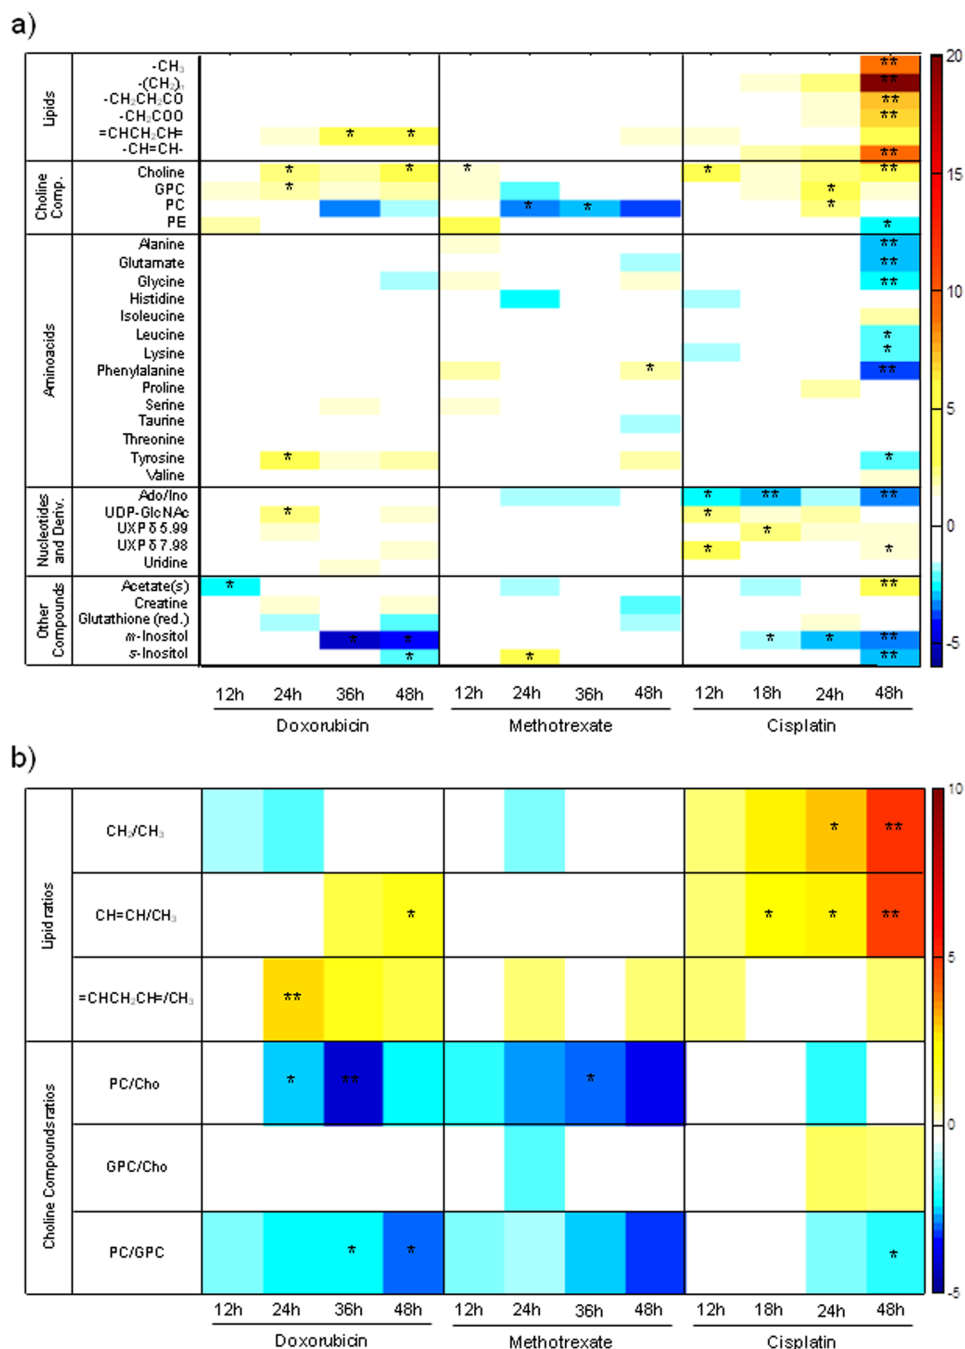 a)
Lipids
-CH3
-(CH2)n
-CH2CH2CO
-CH2COO
=CHCH2CH=
-CH=CH-
Choline Comp.
Choline
GPC
PC
PE
Aminoacids
Alanine
Glutamate
Glycine
Histidine
Isoleucine
Leucine
Lysine
Phenylalanine
Proline
Serine
Taurine
Threonine
Tyrosine
Valine
Nucleotides and Deriv.
Ado/Ino
UDP-GlcNAc
UXP δ 5.99
UXP δ 7.98
Uridine
Other Compounds
Acetate(s)
Creatine
Glutathione (red.)
m-Inositol
s-Inositol
** 
**
**
**
* *
**
* * * * **
* *
* * *
*
**
**
**
*
*
* **
* *
* ** **
* *
*
* *
* **
* * * * **
* * **
20
15
10
5
0
-5
12h 24h 36h 48h 12h 24h 36h 48h 12h 18h 24h 48h
Doxorubicin Methotrexate Cisplatin
b)
Lipid ratios
CH2/CH3 * **
CH=CH/CH3 * * * **
=CHCH2CH=/CH3 **
Choline Compounds ratios
PC/Cho * ** *
GPC/Cho
PC/GPC * * *
10
5
0
-5
12h 24h 36h 48h 12h 24h 36h 48h 12h 18h 24h 48h
Doxorubicin Methotrexate Cisplatin